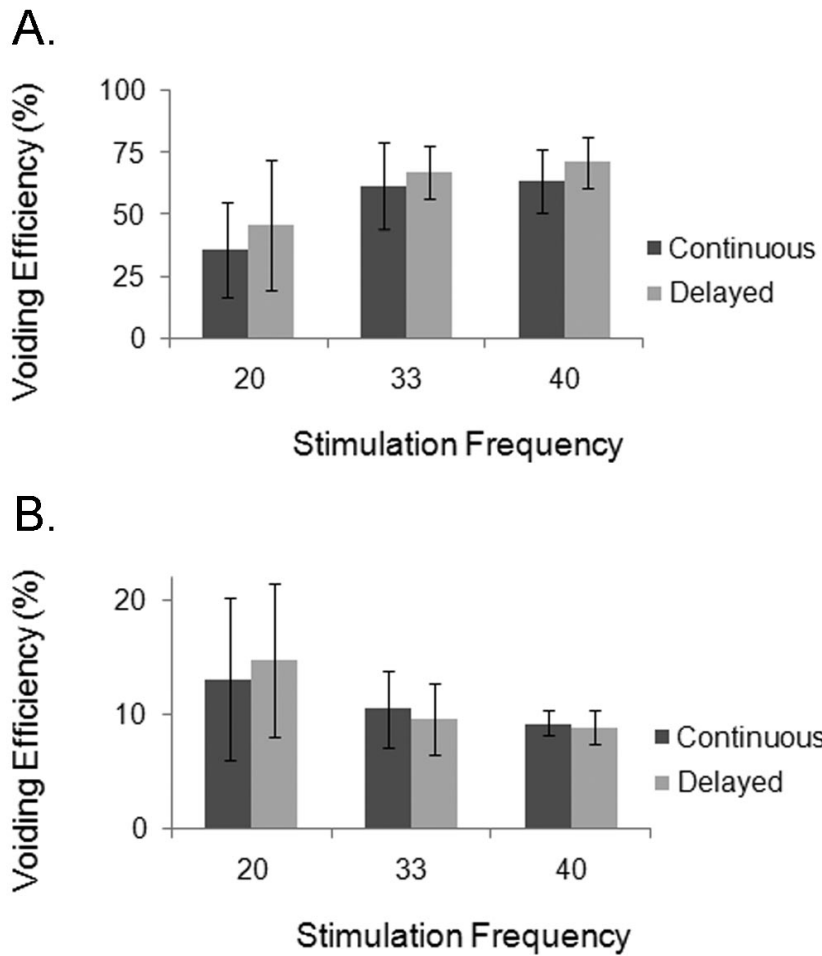 A.
Voiding Efficiency (%)
100
75
50
25
0
20 33 40
Stimulation Frequency
Continuous
Delayed
B.
Voiding Efficiency (%)
20
10
0
20 33 40
Stimulation Frequency
Continuous
Delayed